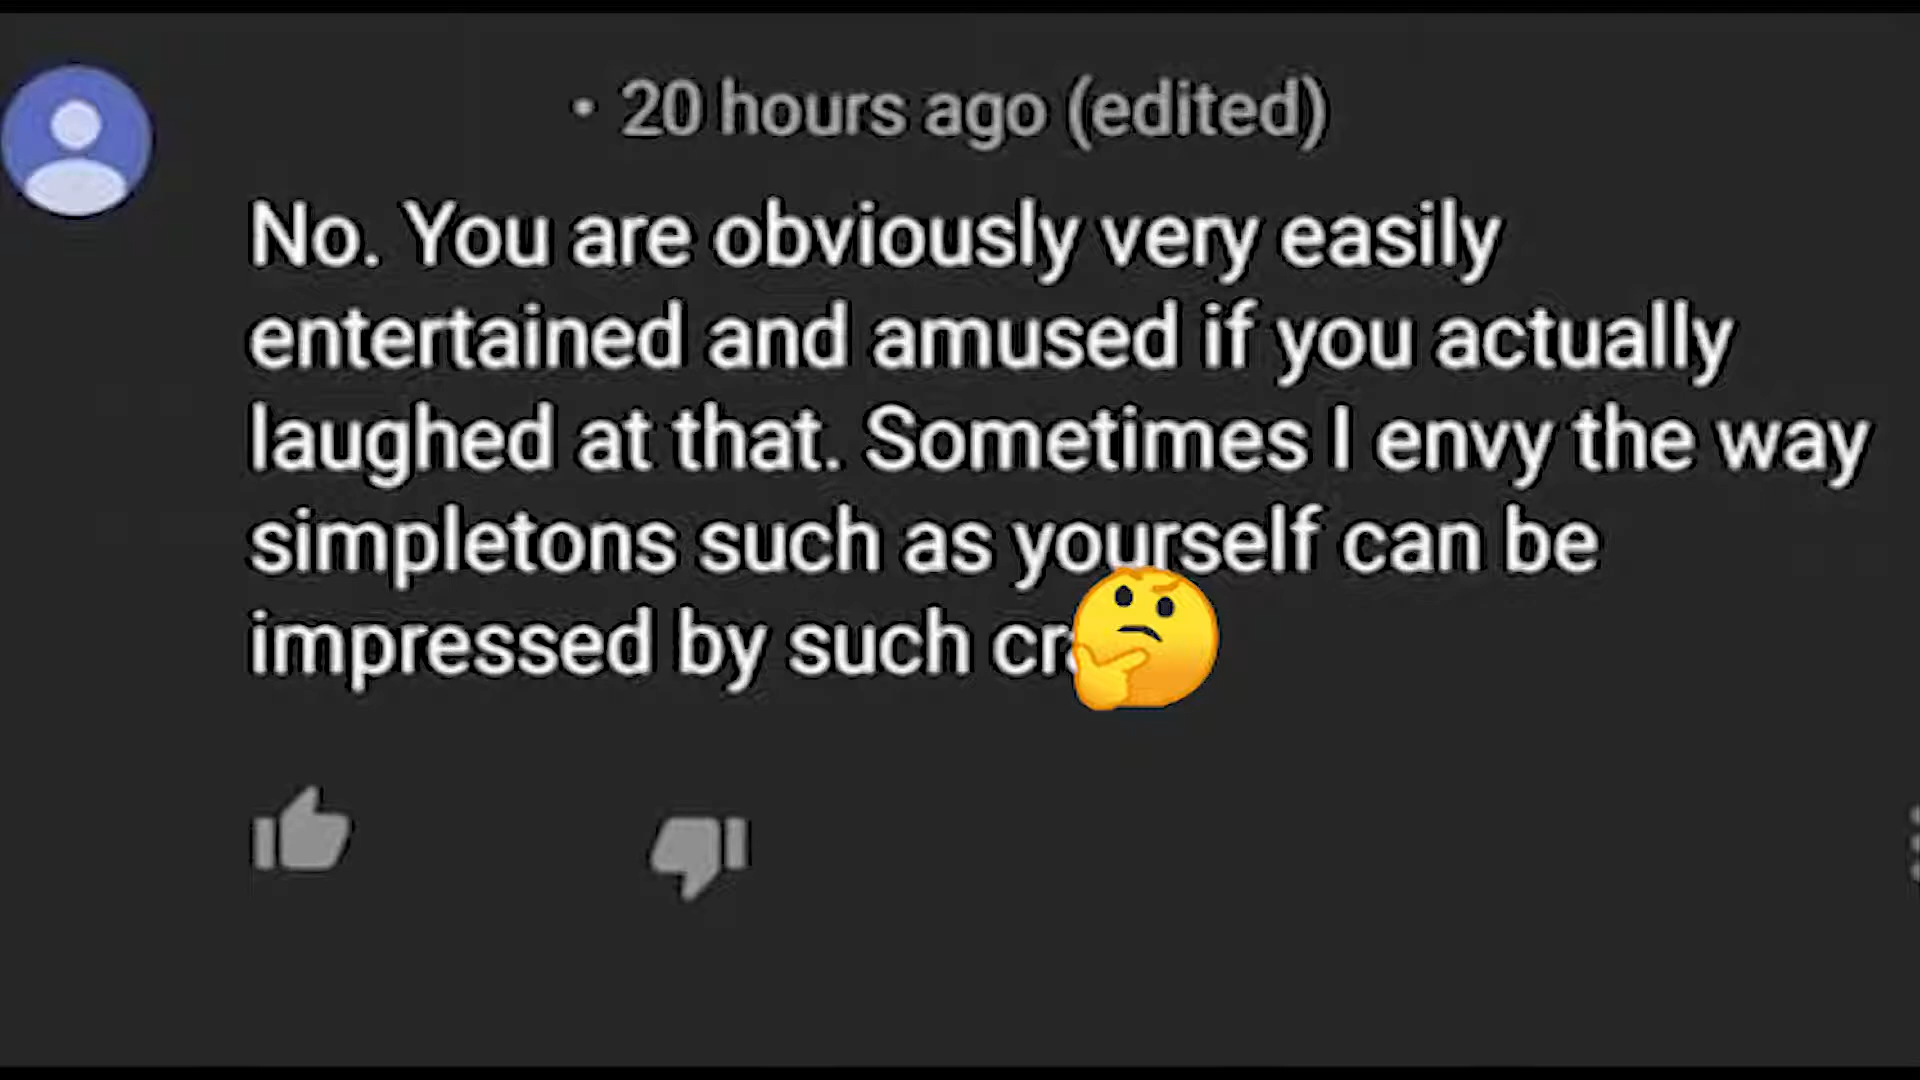 • 20 hours ago (edited)
No. You are obviously very easily
entertained and amused if you actually
laughed at that. Sometimes I envy the way
simpletons such as yourself can be
impressed by such